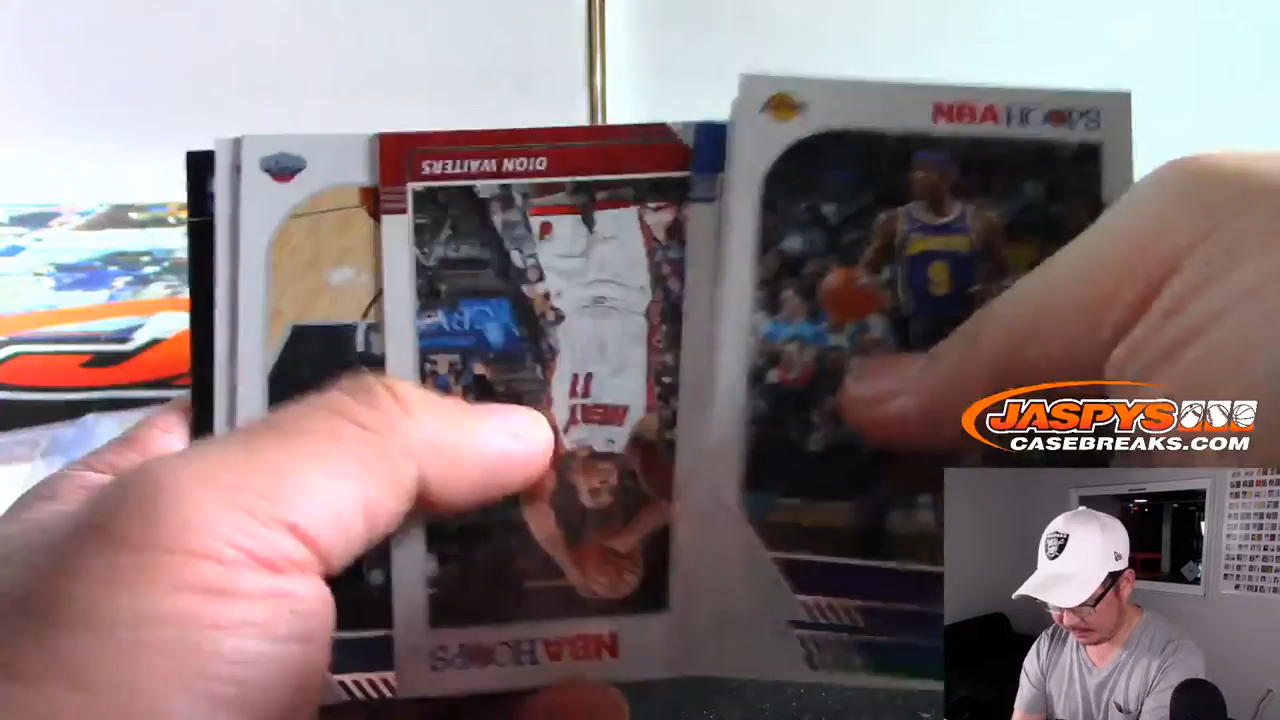 NBA HOOPS
DION WAITERS
9
HEAT
11
NBA HOOPS
JASPYS
CASEBREAKS.COM